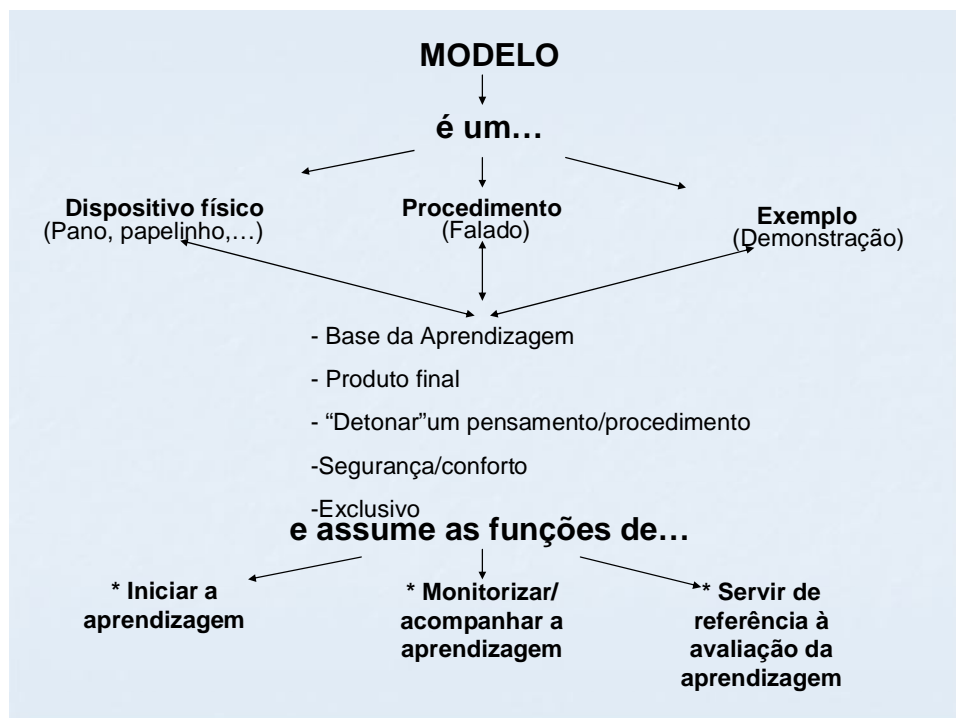 MODELO
é um…
Dispositivo físico
(Pano, papelinho,…)
Procedimento
(Falado)
Exemplo
(Demonstração)
- Base da Aprendizagem
- Produto final
- “Detonar”um pensamento/procedimento
-Segurança/conforto
-Exclusivo
e assume as funções de…
* Iniciar a
aprendizagem
* Monitorizar/
acompanhar a
aprendizagem
* Servir de
referência à
avaliação da
aprendizagem